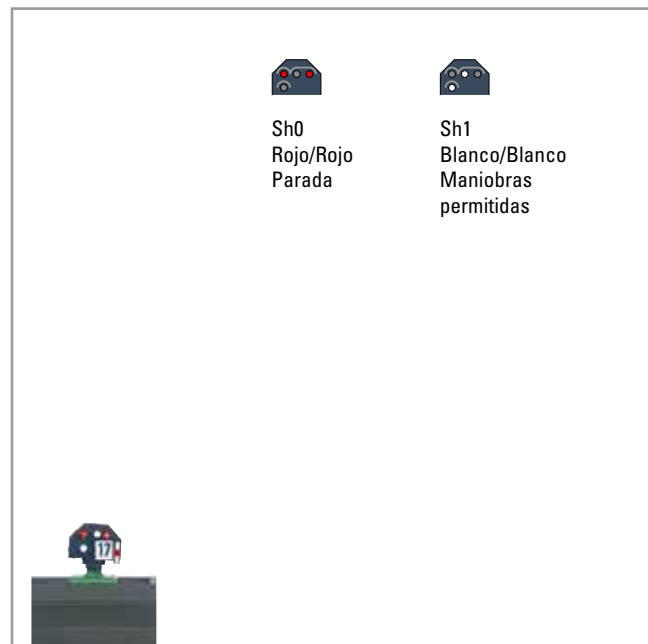 Sh0
Rojo/Rojo
Parada
Sh1
Blanco/Blanco
Maniobras
permitidas
17